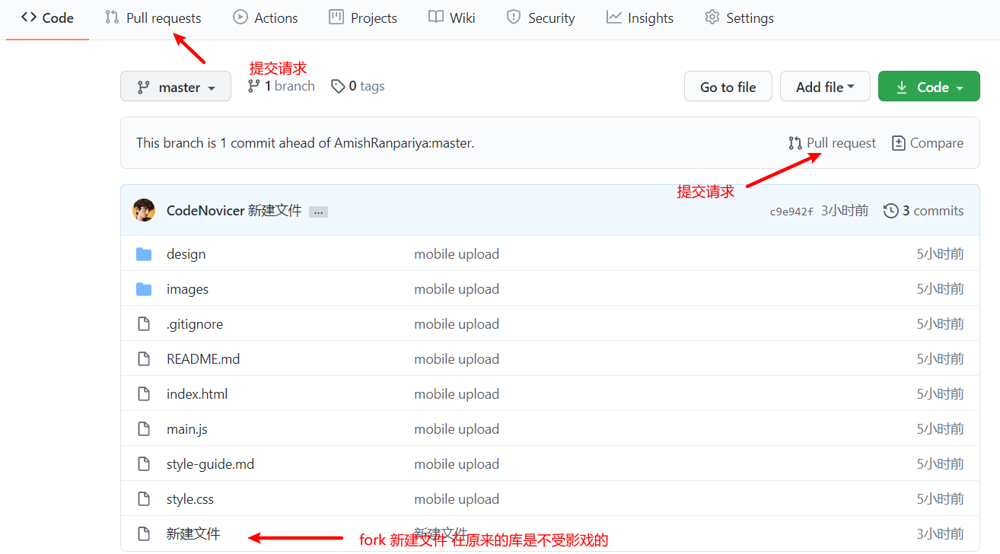 Code Pull requests Actions Projects Wiki Security Insights Settings
提交请求
master 1 branch 0 tags Go to file Add file Code
This branch is 1 commit ahead of AmishRanpariya:master. Pull request Compare
提交请求
CodeNovicer 新建文件 ... c9e942f 3小时前 3 commits
design mobile upload 5小时前
images mobile upload 5小时前
.gitignore mobile upload 5小时前
README.md mobile upload 5小时前
index.html mobile upload 5小时前
main.js mobile upload 5小时前
style-guide.md mobile upload 5小时前
style.css mobile upload 5小时前
新建文件 新建文件 3小时前
fork 新建文件 在原来的库是不受影戏的